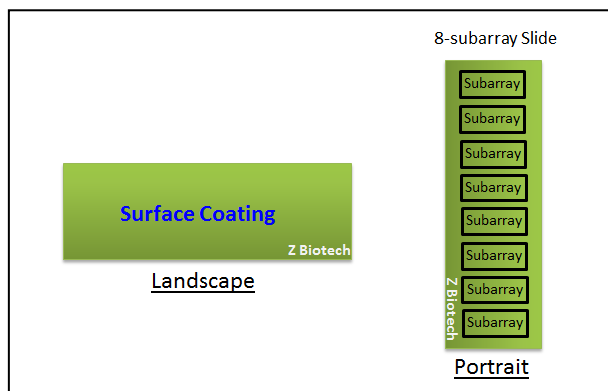 8-subarray Slide
Subarray
Subarray
Subarray
Subarray
Subarray
Subarray
Subarray
Subarray
Z Biotech
Portrait
Surface Coating
Z Biotech
Landscape